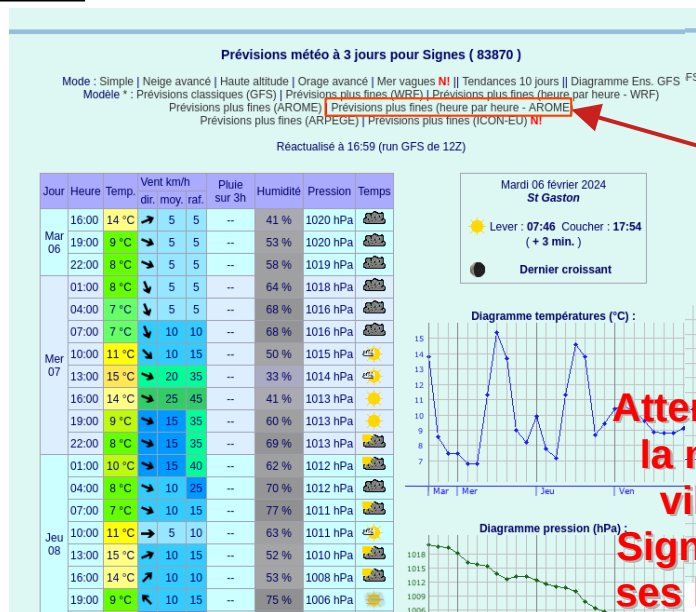 Prévisions météo à 3 jours pour Signes ( 83870 )
Mode : Simple | Neige avancé | Haute altitude | Orage avancé | Mer vagues N! || Tendances 10 jours || Diagramme Ens. GFS FS
Modèle * : Prévisions classiques (GFS) | Prévisions plus fines (WRF) | Prévisions plus fines (heure par heure - WRF)
Prévisions plus fines (AROME) | Prévisions plus fines (heure par heure - AROME
Prévisions plus fines (ARPEGE) | Prévisions plus fines (ICON-EU) N!
Réactualisé à 16:59 (run GFS de 12Z)
Jour Heure Temp. Vent km/h dir. moy. raf. Pluie sur 3h Humidité Pression Temps
Mar 06
16:00 14 °C 5 5 -- 41 % 1020 hPa
19:00 9 °C 5 5 -- 53 % 1020 hPa
22:00 8 °C 5 5 -- 58 % 1019 hPa
Mer 07
01:00 8 °C 5 5 -- 64 % 1018 hPa
04:00 7 °C 5 5 -- 68 % 1016 hPa
07:00 7 °C 10 10 -- 68 % 1016 hPa
10:00 11 °C 10 15 -- 50 % 1015 hPa
13:00 15 °C 20 35 -- 33 % 1014 hPa
16:00 14 °C 25 45 -- 41 % 1013 hPa
19:00 9 °C 15 35 -- 60 % 1013 hPa
22:00 8 °C 15 35 -- 69 % 1013 hPa
Jeu 08
01:00 10 °C 15 40 -- 62 % 1012 hPa
04:00 8 °C 10 25 -- 70 % 1012 hPa
07:00 7 °C 10 15 -- 77 % 1011 hPa
10:00 11 °C 5 10 -- 63 % 1011 hPa
13:00 15 °C 10 15 -- 52 % 1010 hPa
16:00 14 °C 10 10 -- 53 % 1008 hPa
19:00 9 °C 10 15 -- 75 % 1006 hPa
Mardi 06 février 2024
St Gaston
Lever : 07:46 Coucher : 17:54
( + 3 min. )
Dernier croissant
Diagramme températures (°C) :
15
14
13
12
11
10
9
8
7
Mar Mer Jeu Ven
Diagramme pression (hPa) :
1018
1015
1012
1009
1006
Atter
la n
vil
Sign
ses